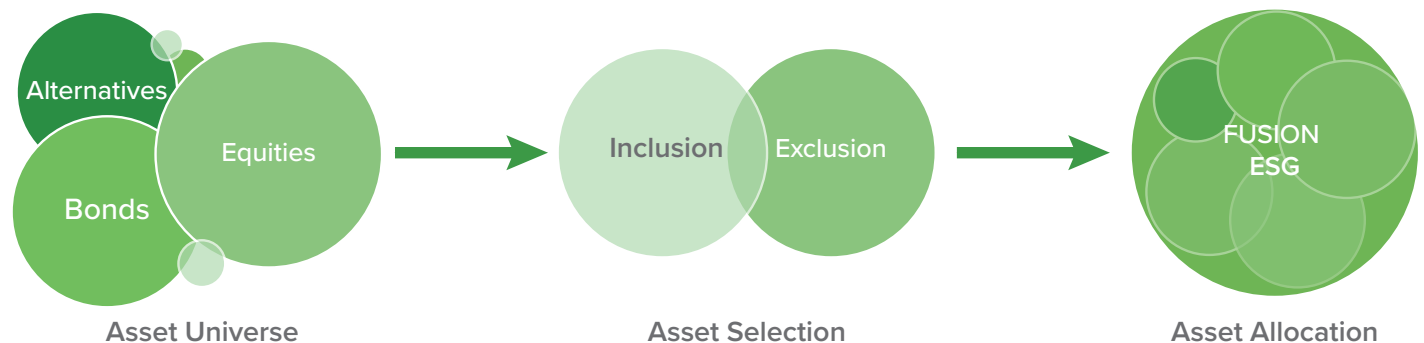 Alternatives
Equities
Bonds
Asset Universe
Inclusion
Exclusion
Asset Selection
FUSION
ESG
Asset Allocation